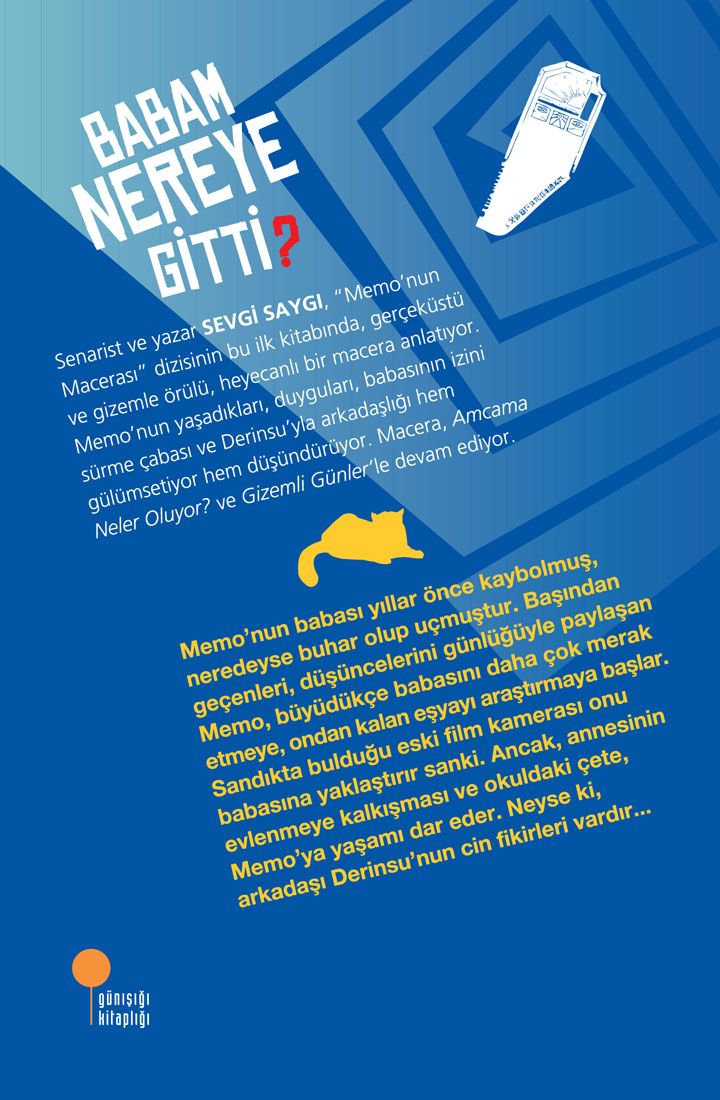 BABAM
NEREYE
GİTTİ?
Senarist ve yazar SEVGİ SAYGI, “Memo’nun
Macerası” dizisinin bu ilk kitabında, gerçeküstü
ve gizemle örülü, heyecanlı bir macera anlatıyor.
Memo’nun yaşadıkları, duyguları, babasının izini
sürme çabası ve Derinsu’yla arkadaşlığı hem
gülümsetiyor hem düşündürüyor. Macera, Amcama
Neler Oluyor? ve Gizemli Günler’le devam ediyor.
Memo’nun babası yıllar önce kaybolmuş,
neredeyse buhar olup uçmuştur. Başından
geçenleri, düşüncelerini günlüğüyle paylaşan
Memo, büyüdükçe babasını daha çok merak
etmeye, ondan kalan eşyayı araştırmaya başlar.
Sandıkta bulduğu eski film kamerası onu
babasına yaklaştırır sanki. Ancak, annesinin
evlenmeye kalkışması ve okuldaki çete,
Memo’ya yaşamı dar eder. Neyse ki,
arkadaşı Derinsu’nun cin fikirleri vardır...
günışığı
kitaplığı